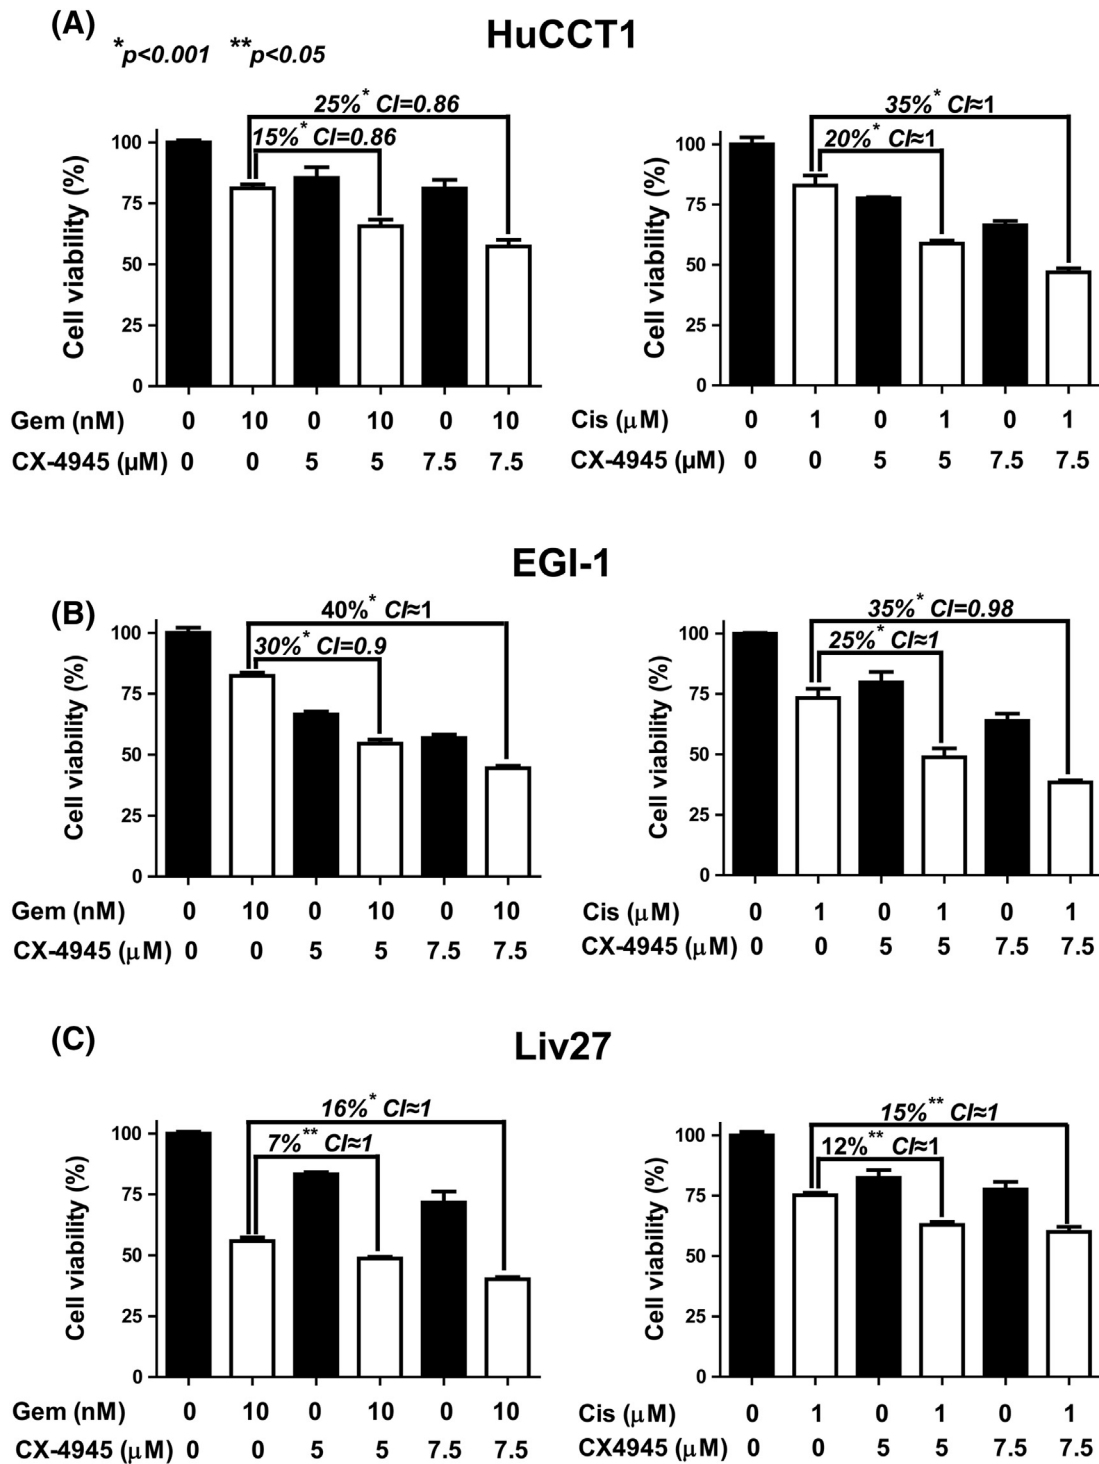 (A)
HuCCT1
*p<0.001 **p<0.05
25%* CI=0.86
15%* CI=0.86
Cell viability (%)
100
75
50
25
0
Gem (nM) 0 10 0 10 0 10
CX-4945 (μM) 0 0 5 5 7.5 7.5
35%* CI≈1
20%* CI≈1
Cell viability (%)
100
75
50
25
0
Cis (μM) 0 1 0 1 0 1
CX-4945 (μM) 0 0 5 5 7.5 7.5
EGI-1
(B)
40%* CI≈1
30%* CI=0.9
Cell viability (%)
100
75
50
25
0
Gem (nM) 0 10 0 10 0 10
CX-4945 (μM) 0 0 5 5 7.5 7.5
35%* CI=0.98
25%* CI≈1
Cell viability (%)
100
75
50
25
0
Cis (μM) 0 1 0 1 0 1
CX-4945 (μM) 0 0 5 5 7.5 7.5
(C)
Liv27
16%* CI≈1
7%** CI≈1
Cell viability (%)
100
75
50
25
0
Gem (nM) 0 10 0 10 0 10
CX-4945 (μM) 0 0 5 5 7.5 7.5
15%** CI≈1
12%** CI≈1
Cell viability (%)
100
75
50
25
0
Cis (μM) 0 1 0 1 0 1
CX4945 (μM) 0 0 5 5 7.5 7.5